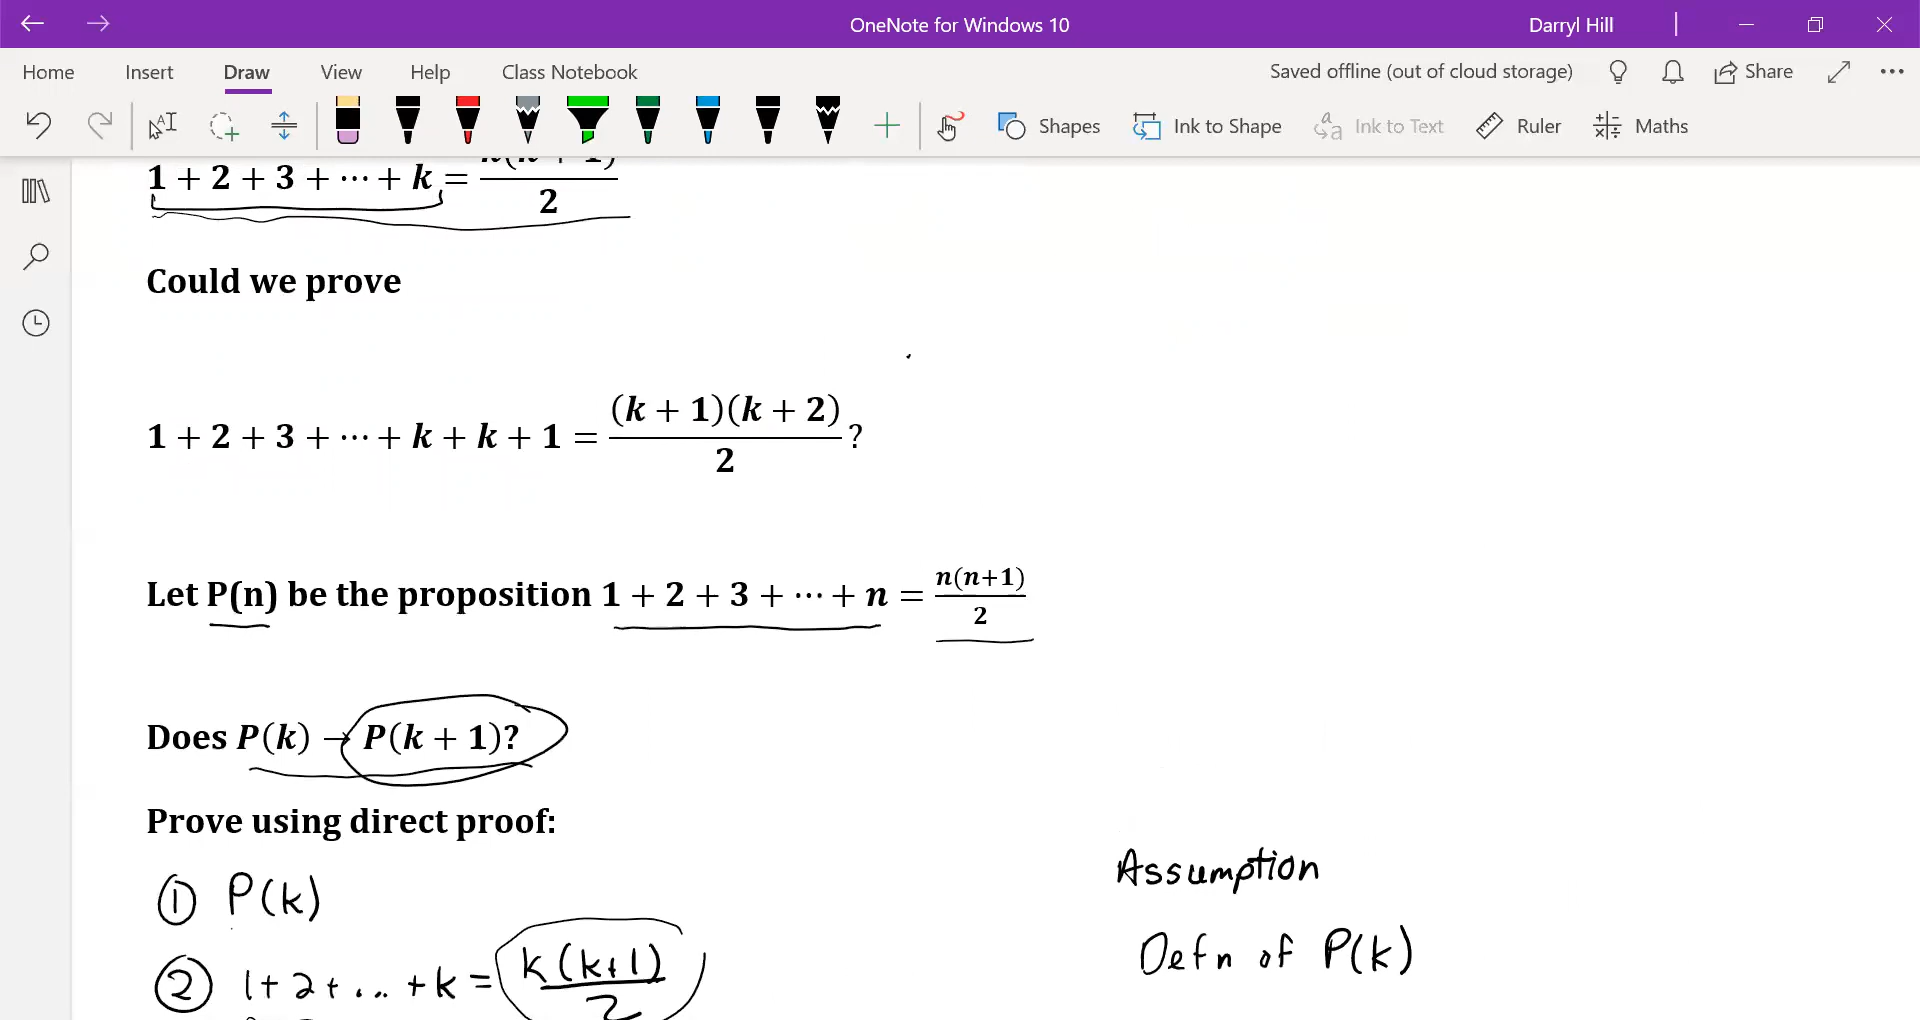 OneNote for Windows 10
Darryl Hill
Home Insert Draw View Help Class Notebook
Saved offline (out of cloud storage) Share
Shapes Ink to Shape Ink to Text Ruler Maths
1 + 2 + 3 + ⋯ + k = k(k + 1)/2
Could we prove
1 + 2 + 3 + ⋯ + k + k + 1 = (k + 1)(k + 2)/2?
Let P(n) be the proposition 1 + 2 + 3 + ⋯ + n = n(n+1)/2
Does P(k) → P(k + 1)?
Prove using direct proof:
① P(k) Assumption
② 1+2+... +k = k(k+1)/2 Defn of P(k)